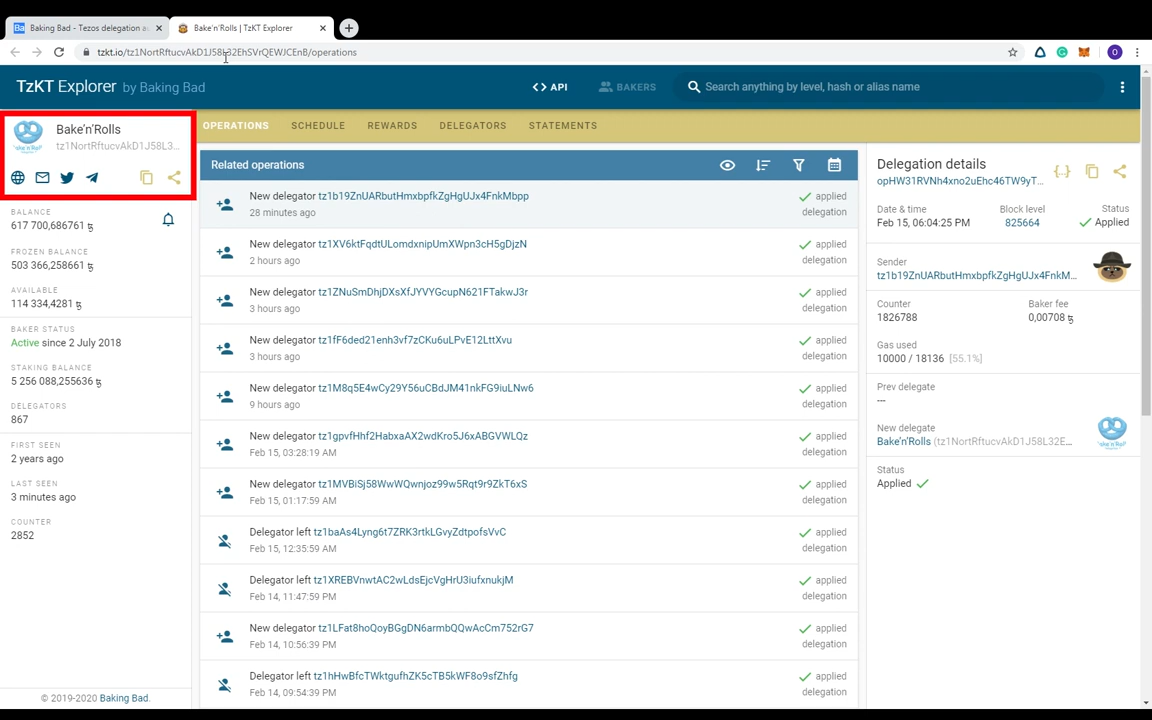 Baking Bad - Tezos delegation au
Bake'n'Rolls | TzKT Explorer
tzkt.io/tz1NortRftucvAkD1J58L32EhSVrQEWJCEnB/operations
TzKT Explorer by Baking Bad
<> API
BAKERS
Search anything by level, hash or alias name
Bake'n'Rolls
tz1NortRftucvAkD1J58L3...
BALANCE
617 700,686761 ꜩ
FROZEN BALANCE
503 366,258661 ꜩ
AVAILABLE
114 334,4281 ꜩ
BAKER STATUS
Active since 2 July 2018
STAKING BALANCE
5 256 088,255636 ꜩ
DELEGATORS
867
FIRST SEEN
2 years ago
LAST SEEN
3 minutes ago
COUNTER
2852
© 2019-2020 Baking Bad.
OPERATIONS SCHEDULE REWARDS DELEGATORS STATEMENTS
Related operations
New delegator tz1b19ZnUARbutHmxbpfkZgHgUJx4FnkMbpp
28 minutes ago
applied
delegation
New delegator tz1XV6ktFqdtULomdxnipUmXWpn3cH5gDjzN
2 hours ago
applied
delegation
New delegator tz1ZNuSmDhjDXsXfJYVYGcupN621FTakwJ3r
3 hours ago
applied
delegation
New delegator tz1fF6ded21enh3vf7zCKu6uLPvE12LttXvu
3 hours ago
applied
delegation
New delegator tz1M8q5E4wCy29Y56uCBdJM41nkFG9iuLNw6
9 hours ago
applied
delegation
New delegator tz1gpvfHhf2HabxaAX2wdKro5J6xABGVWLQz
Feb 15, 03:28:19 AM
applied
delegation
New delegator tz1MVBiSj58WwWQwnjoz99w5Rqt9r9ZkT6xS
Feb 15, 01:17:59 AM
applied
delegation
Delegator left tz1baAs4Lyng6t7ZRK3rtkLGvyZdtpofsVvC
Feb 15, 12:35:59 AM
applied
delegation
Delegator left tz1XREBVnwtAC2wLdsEjcVgHrU3iufxnukjM
Feb 14, 11:47:59 PM
applied
delegation
New delegator tz1LFat8hoQoyBGgDN6armbQQwAcCm752rG7
Feb 14, 10:56:39 PM
applied
delegation
Delegator left tz1hHwBfcTWktgufhZK5cTB5kWF8o9sfZhfg
Feb 14, 09:54:39 PM
applied
delegation
Delegation details
opHW31RVNh4xno2uEhc46TW9yT...
Date & time
Feb 15, 06:04:25 PM
Block level
825664
Status
Applied
Sender
tz1b19ZnUARbutHmxbpfkZgHgUJx4FnkM...
Counter
1826788
Baker fee
0,00708 ꜩ
Gas used
10000 / 18136 [55.1%]
Prev delegate
---
New delegate
Bake'n'Rolls (tz1NortRftucvAkD1J58L32E...
Status
Applied